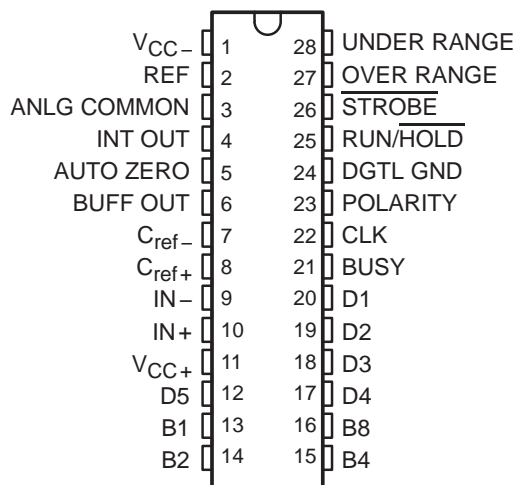 VCC− 1 28 UNDER RANGE
REF 2 27 OVER RANGE
ANLG COMMON 3 26 STROBE
INT OUT 4 25 RUN/HOLD
AUTO ZERO 5 24 DGTL GND
BUFF OUT 6 23 POLARITY
Cref− 7 22 CLK
Cref+ 8 21 BUSY
IN− 9 20 D1
IN+ 10 19 D2
VCC+ 11 18 D3
D5 12 17 D4
B1 13 16 B8
B2 14 15 B4